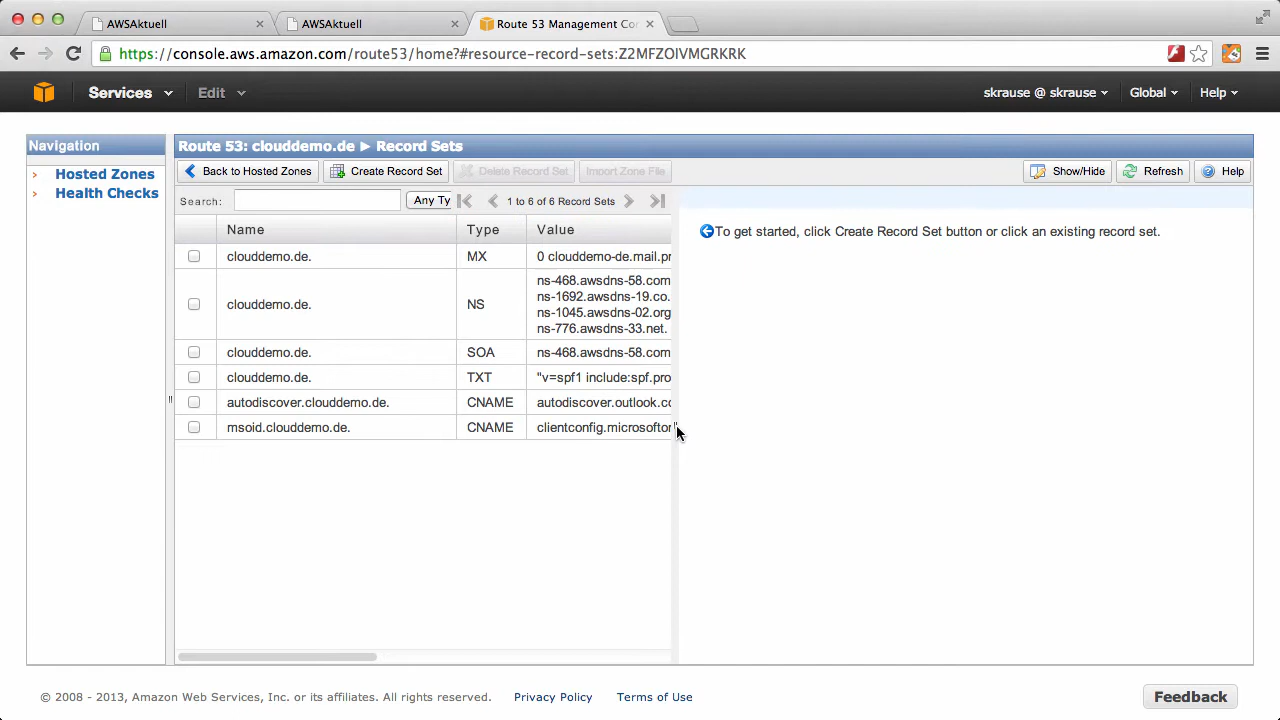 AWSAktuell
AWSAktuell
Route 53 Management Co
https://console.aws.amazon.com/route53/home?#resource-record-sets:Z2MFZOIVMGRKRK
Services
Edit
skrause @ skrause
Global
Help
Navigation
Hosted Zones
Health Checks
Route 53: clouddemo.de ▶ Record Sets
Back to Hosted Zones
Create Record Set
Delete Record Set
Import Zone File
Show/Hide
Refresh
Help
Search:
Any Ty
1 to 6 of 6 Record Sets
Name Type Value
clouddemo.de. MX 0 clouddemo-de.mail.pr
clouddemo.de. NS ns-468.awsdns-58.com
ns-1692.awsdns-19.co.
ns-1045.awsdns-02.org
ns-776.awsdns-33.net.
clouddemo.de. SOA ns-468.awsdns-58.com
clouddemo.de. TXT "v=spf1 include:spf.pro
autodiscover.clouddemo.de. CNAME autodiscover.outlook.co
msoid.clouddemo.de. CNAME clientconfig.microsoftor
To get started, click Create Record Set button or click an existing record set.
© 2008 - 2013, Amazon Web Services, Inc. or its affiliates. All rights reserved.
Privacy Policy
Terms of Use
Feedback